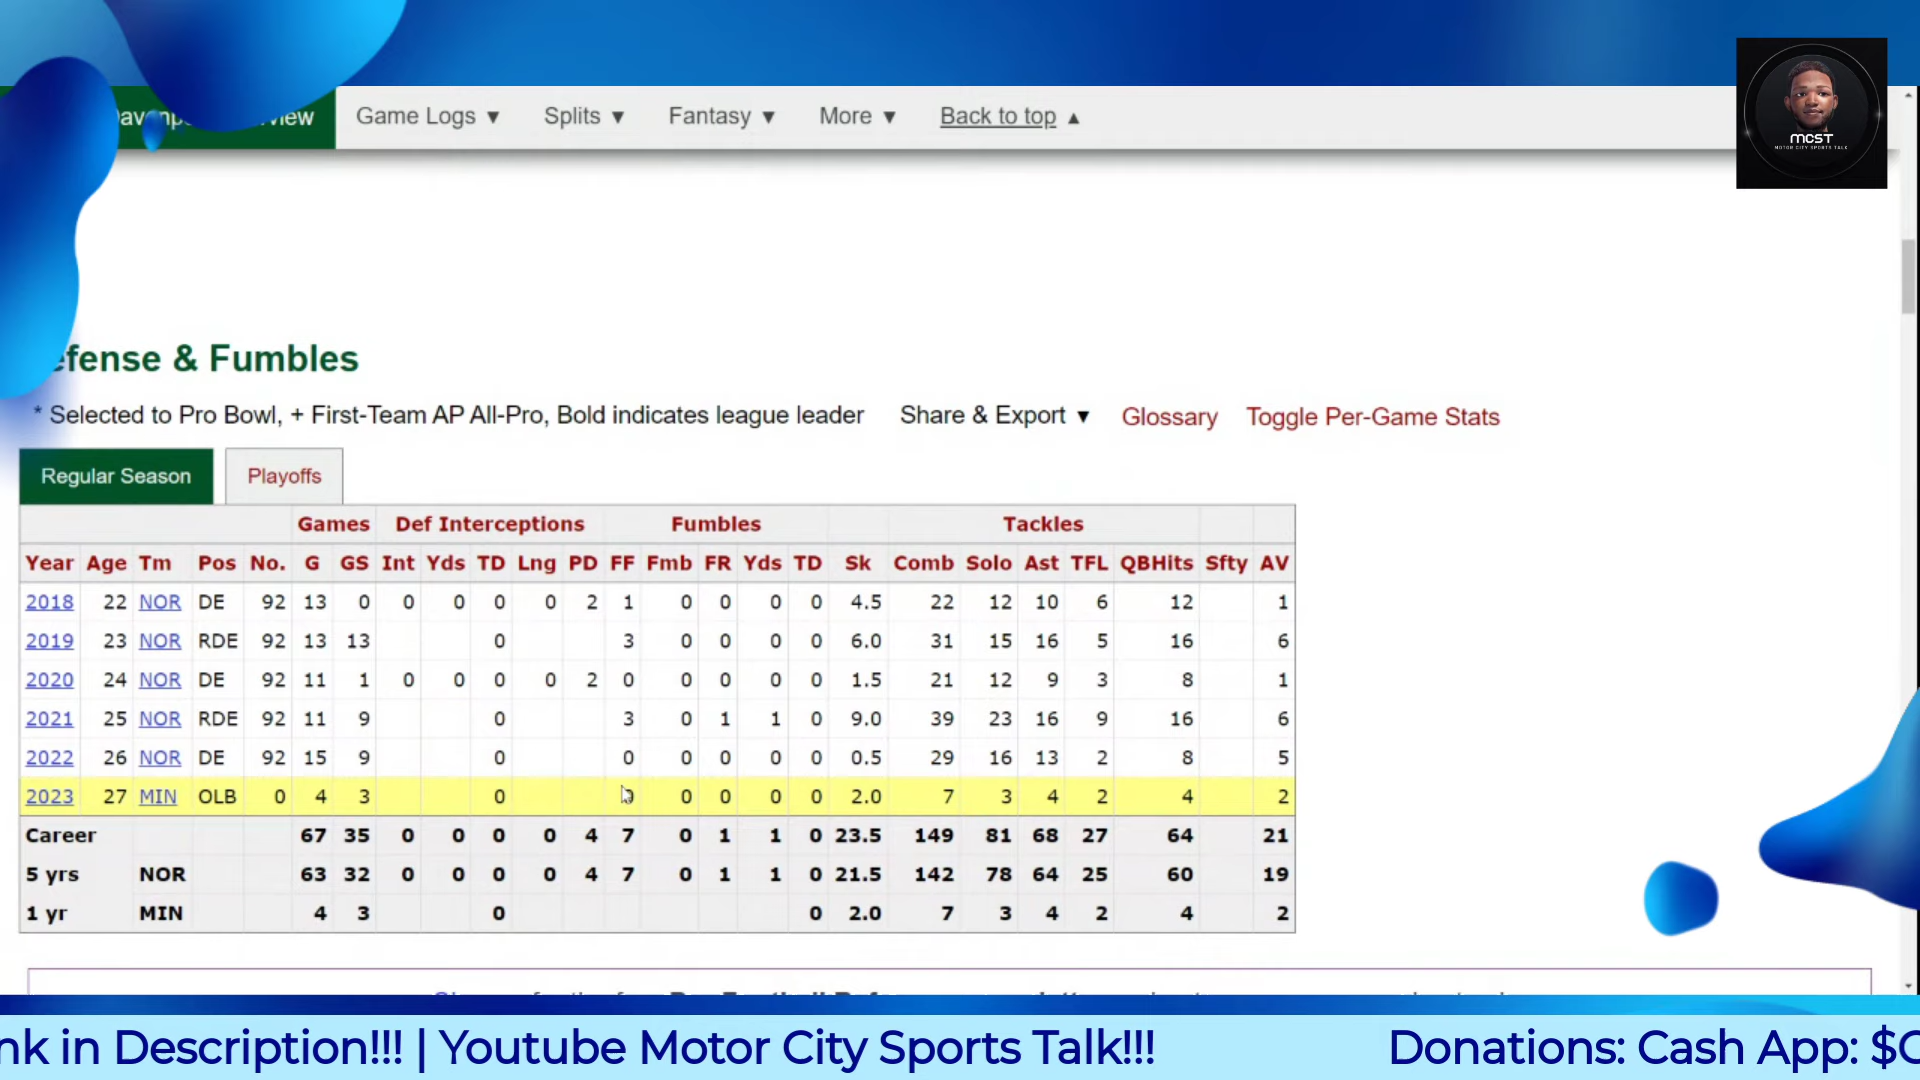 Game Logs ▼ Splits ▼ Fantasy ▼ More ▼ Back to top ▲
MCST
MOTOR CITY SPORTS TALK
efense & Fumbles
* Selected to Pro Bowl, + First-Team AP All-Pro, Bold indicates league leader Share & Export ▼ Glossary Toggle Per-Game Stats
Regular Season Playoffs
Games Def Interceptions Fumbles Tackles
Year Age Tm Pos No. G GS Int Yds TD Lng PD FF Fmb FR Yds TD Sk Comb Solo Ast TFL QBHits Sfty AV
2018 22 NOR DE 92 13 0 0 0 0 0 2 1 0 0 0 0 4.5 22 12 10 6 12 1
2019 23 NOR RDE 92 13 13 0 3 0 0 0 0 6.0 31 15 16 5 16 6
2020 24 NOR DE 92 11 1 0 0 0 0 2 0 0 0 0 0 1.5 21 12 9 3 8 1
2021 25 NOR RDE 92 11 9 0 3 0 1 1 0 9.0 39 23 16 9 16 6
2022 26 NOR DE 92 15 9 0 0 0 0 0 0 0.5 29 16 13 2 8 5
2023 27 MIN OLB 0 4 3 0 0 0 0 0 2.0 7 3 4 2 4 2
Career 67 35 0 0 0 0 4 7 0 1 1 0 23.5 149 81 68 27 64 21
5 yrs NOR 63 32 0 0 0 0 4 7 0 1 1 0 21.5 142 78 64 25 60 19
1 yr MIN 4 3 0 0 2.0 7 3 4 2 4 2
nk in Description!!! | Youtube Motor City Sports Talk!!! Donations: Cash App: $C